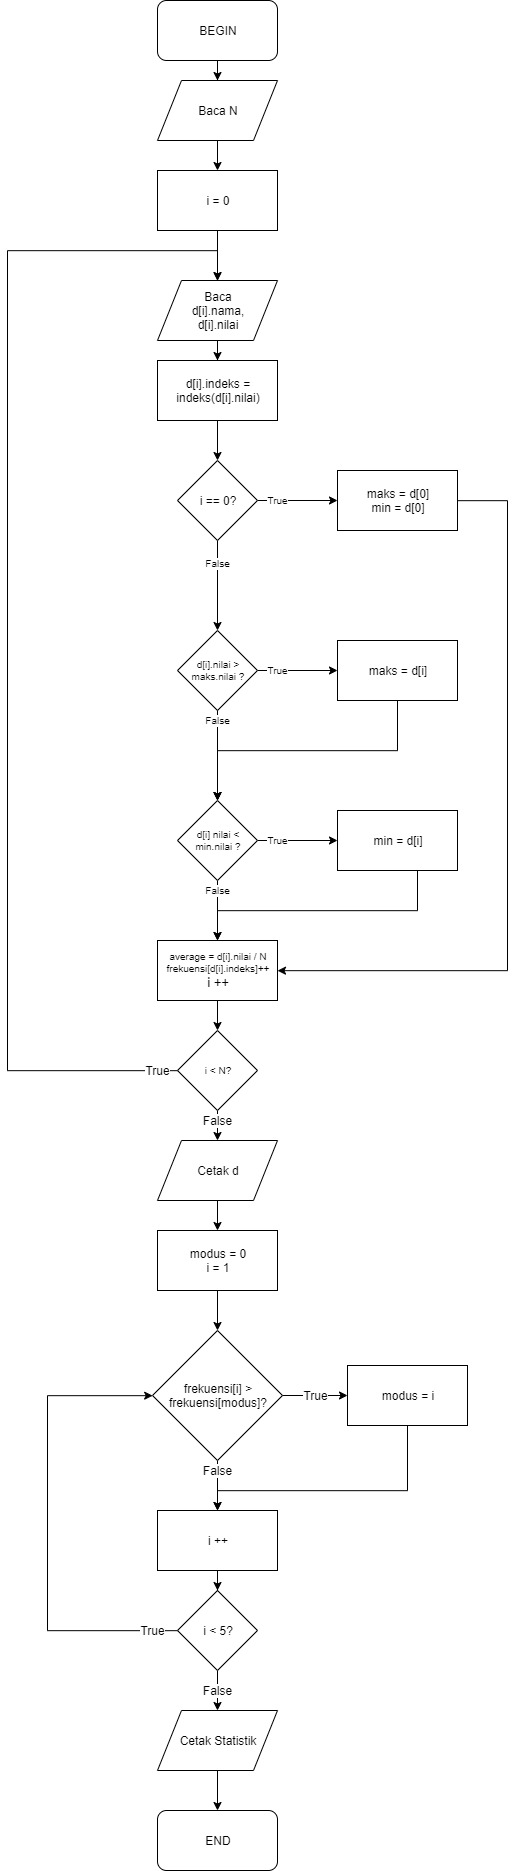 BEGIN
Baca N
i = 0
Baca
d[i].nama,
d[i].nilai
d[i].indeks =
indeks(d[i].nilai)
i == 0?
True
maks = d[0]
min = d[0]
False
d[i].nilai >
maks.nilai ?
True
maks = d[i]
False
d[i] nilai <
min.nilai ?
True
min = d[i]
False
average = d[i].nilai / N
frekuensi[d[i].indeks]++
i ++
i < N?
True
False
Cetak d
modus = 0
i = 1
frekuensi[i] >
frekuensi[modus]?
True
modus = i
False
i ++
i < 5?
True
False
Cetak Statistik
END